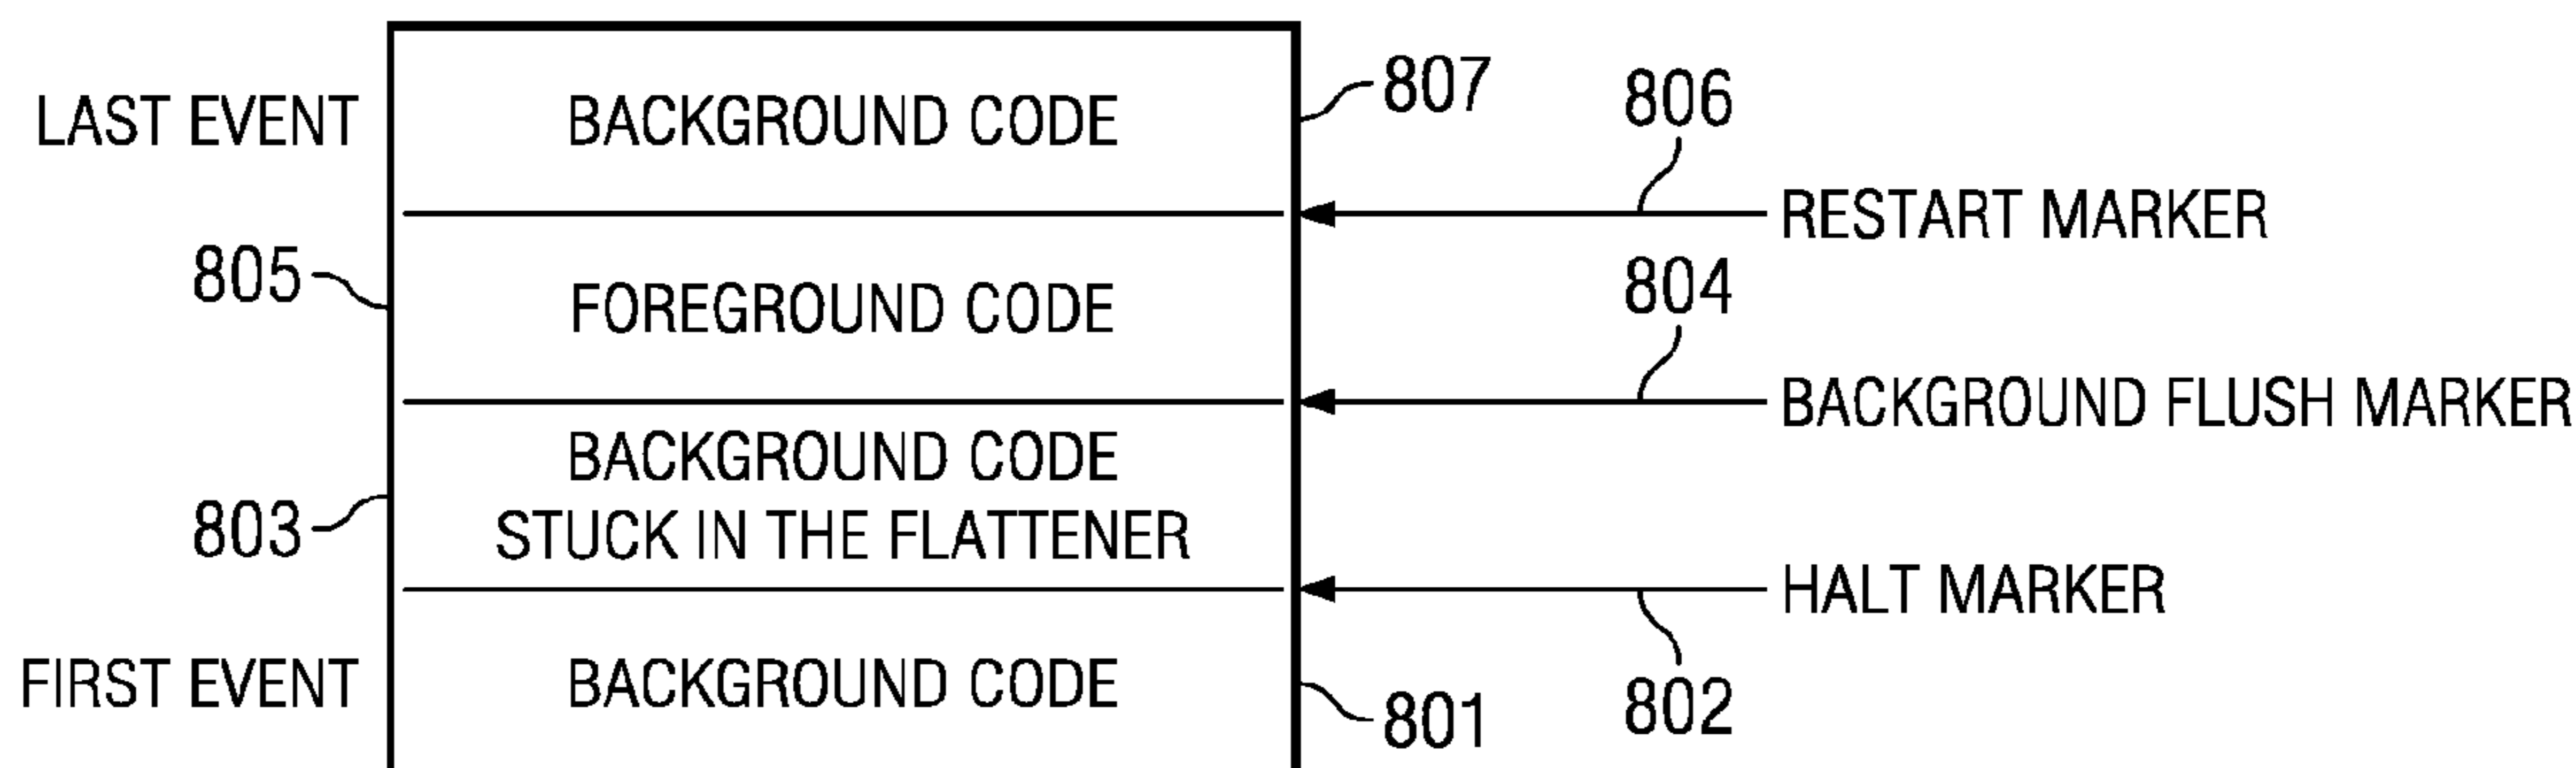 807
806
LAST EVENT
BACKGROUND CODE
RESTART MARKER
805
804
FOREGROUND CODE
BACKGROUND FLUSH MARKER
BACKGROUND CODE
STUCK IN THE FLATTENER
803
HALT MARKER
FIRST EVENT
BACKGROUND CODE
801
802